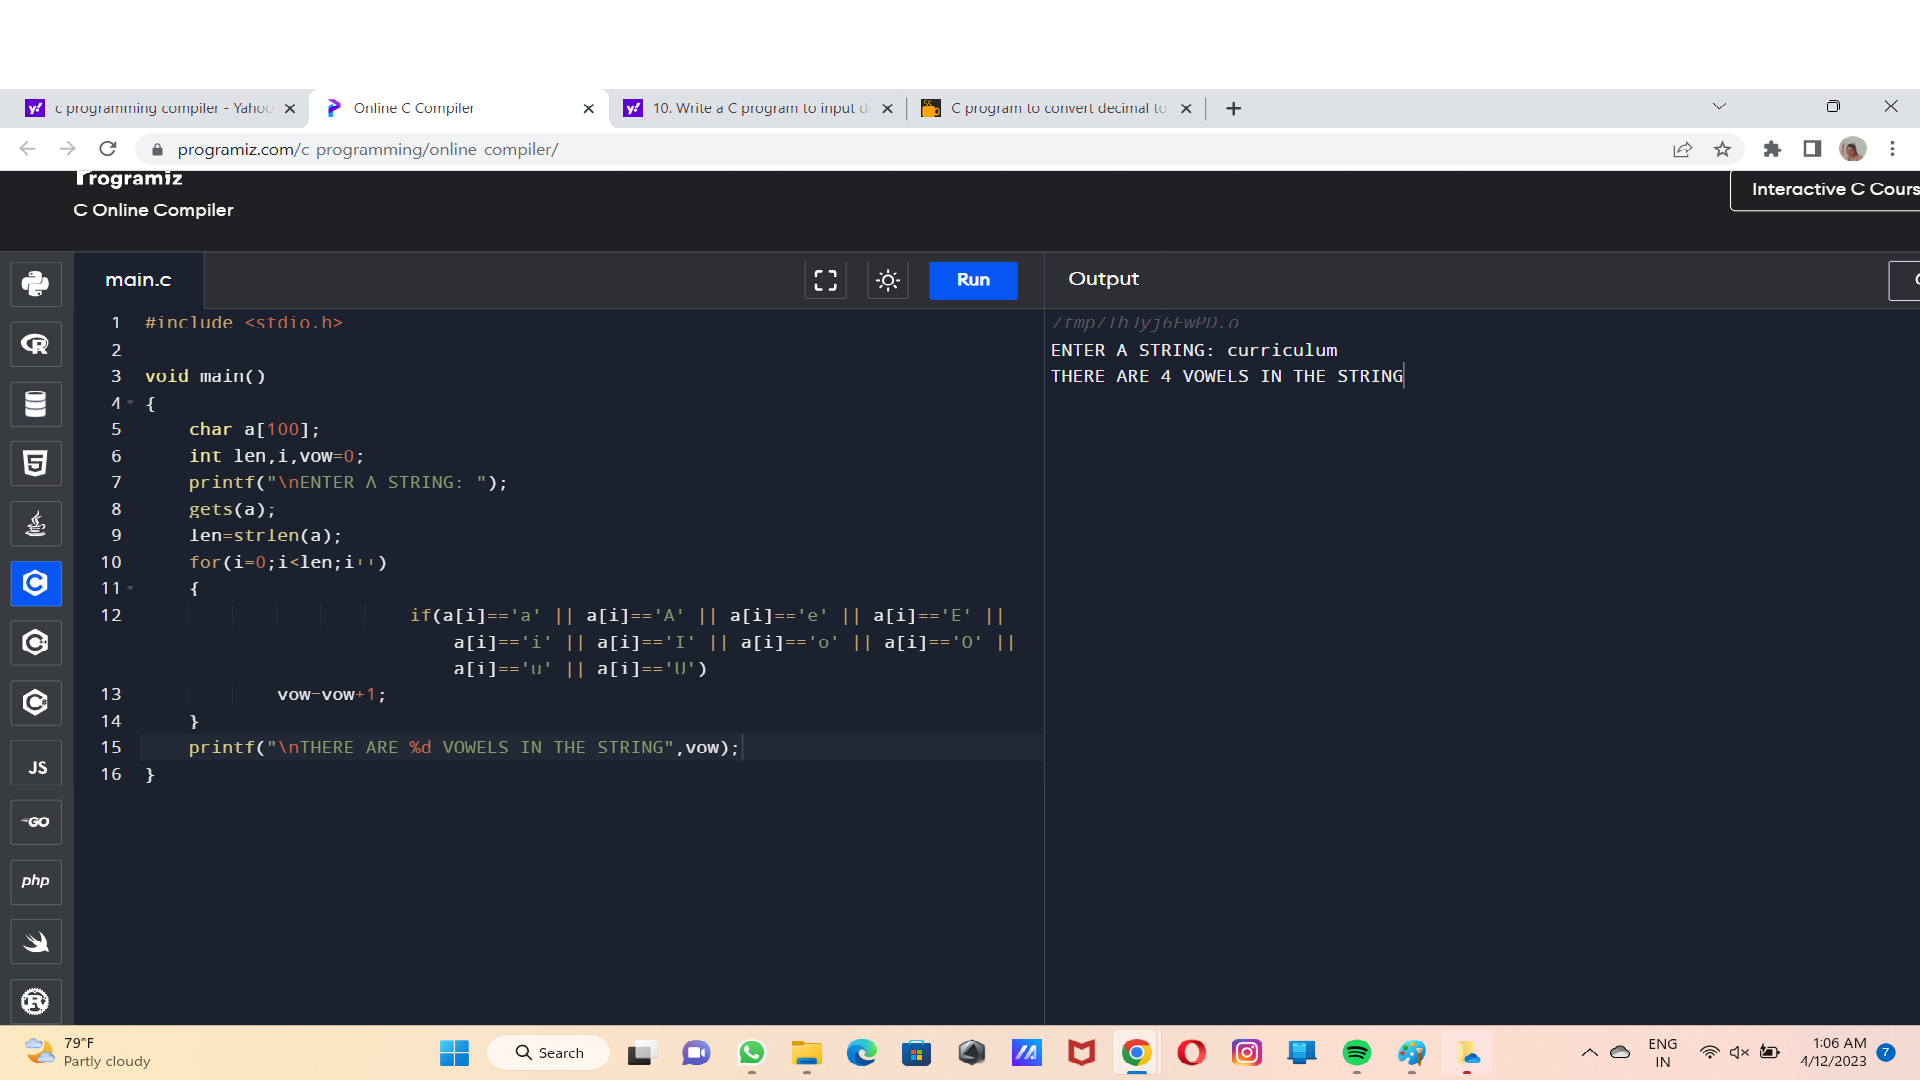 c programming compiler - Yahoo
Online C Compiler
10. Write a C program to input de
C program to convert decimal to
programiz.com/c programming/online compiler/
Programiz
C Online Compiler
Interactive C Cours
main.c
Run
Output
1 #include <stdio.h>
2
3 void main()
4 {
5 char a[100];
6 int len,i,vow=0;
7 printf("\nENTER A STRING: ");
8 gets(a);
9 len=strlen(a);
10 for(i=0;i<len;i++)
11 {
12 if(a[i]=='a' || a[i]=='A' || a[i]=='e' || a[i]=='E' ||
a[i]=='i' || a[i]=='I' || a[i]=='o' || a[i]=='O' ||
a[i]=='u' || a[i]=='U')
13 vow=vow+1;
14 }
15 printf("\nTHERE ARE %d VOWELS IN THE STRING",vow);
16 }
ENTER A STRING: curriculum
THERE ARE 4 VOWELS IN THE STRING
JS
GO
php
79°F
Partly cloudy
Search
ENG
IN
1:06 AM
4/12/2023
7